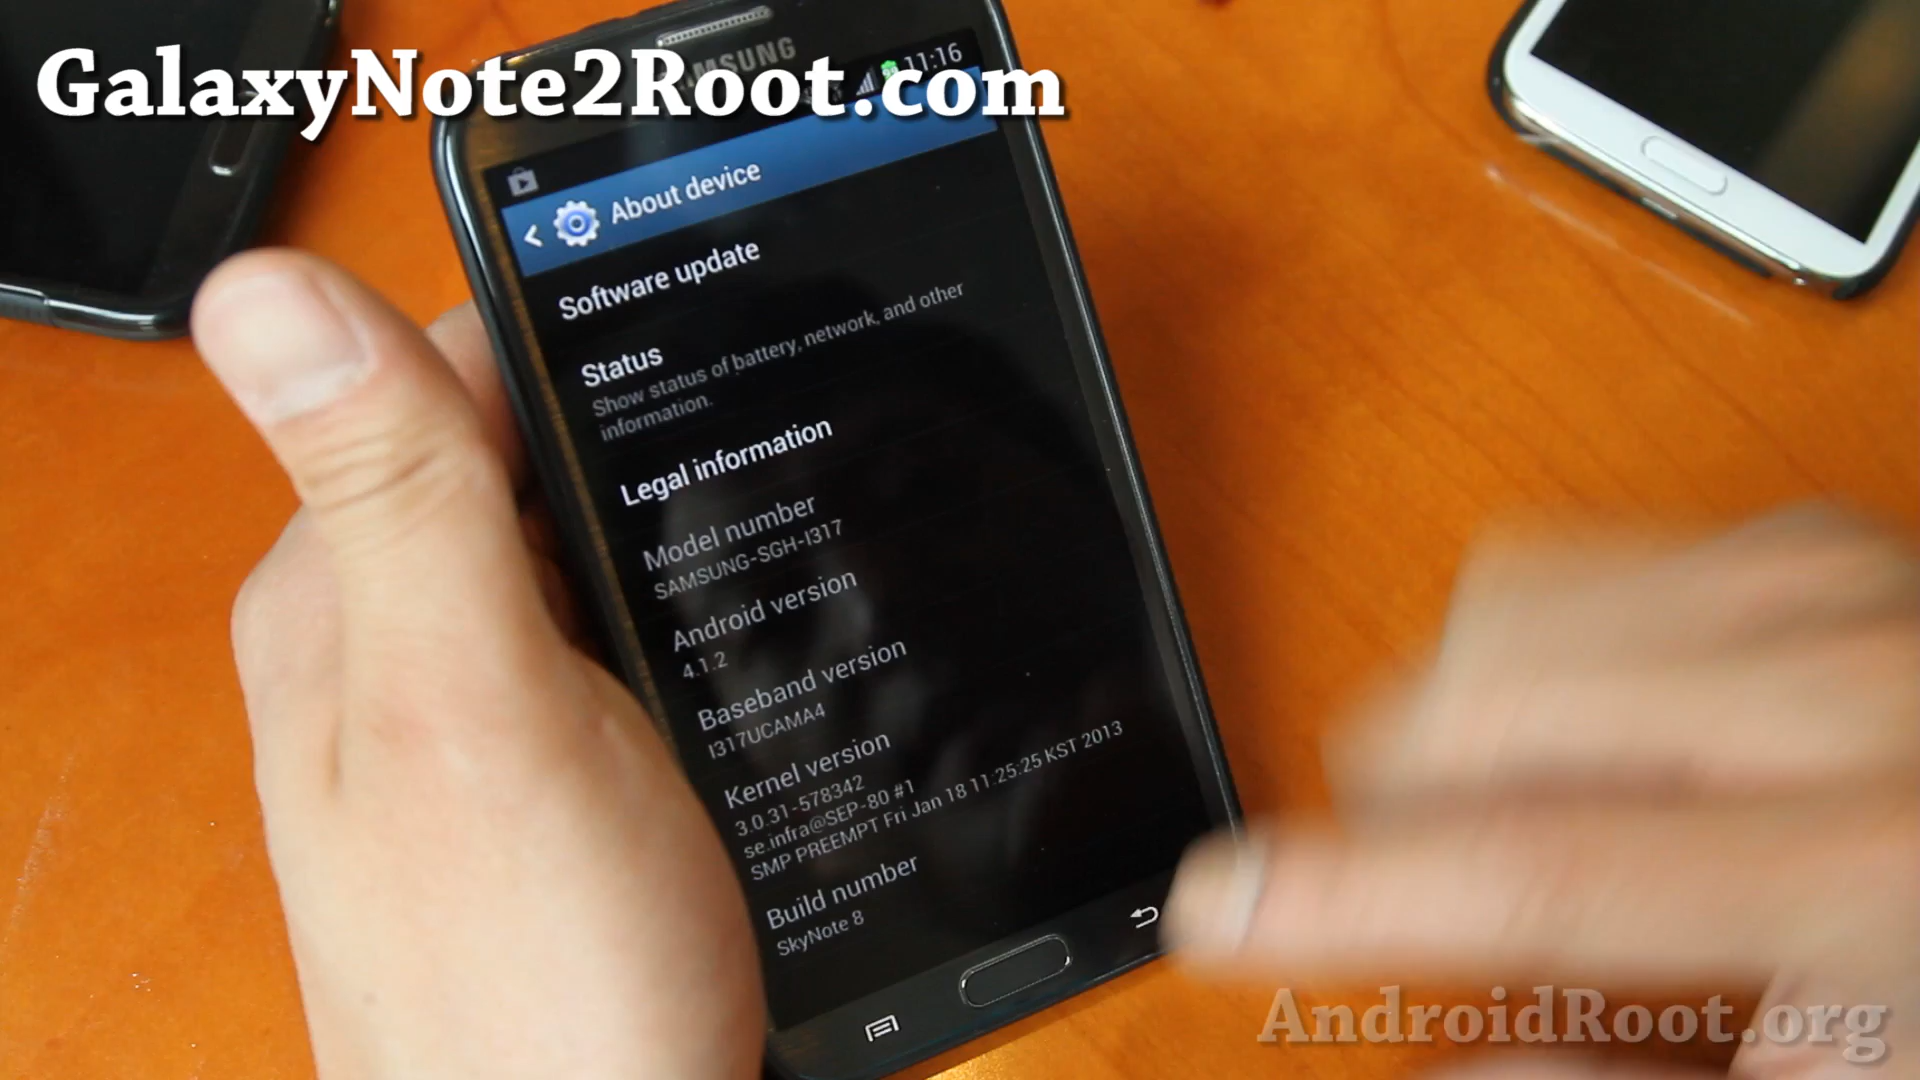 GalaxyNote2Root.com
SAMSUNG
11:16
About device
Software update
Status
Show status of battery, network, and other
information.
Legal information
Model number
SAMSUNG-SGH-I317
Android version
4.1.2
Baseband version
I317UCAMA4
Kernel version
3.0.31-578342
se.infra@SEP-80 #1
SMP PREEMPT Fri Jan 18 11:25:25 KST 2013
Build number
SkyNote 8
AndroidRoot.org